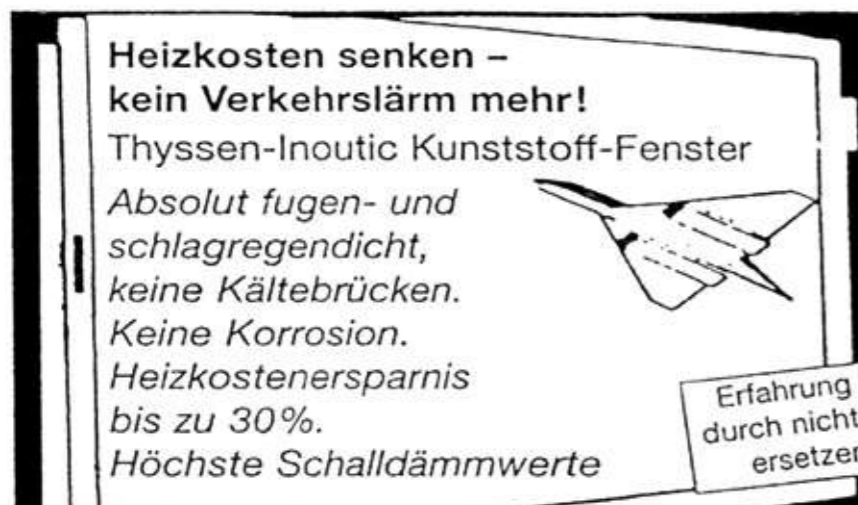 Heizkosten senken –
kein Verkehrslärm mehr!
Thyssen-Inoutic Kunststoff-Fenster
Absolut fugen- und
schlagregendicht,
keine Kältebrücken.
Keine Korrosion.
Heizkostenersparnis
bis zu 30%.
Höchste Schalldämmwerte
Erfahrung
durch nicht
ersetzen